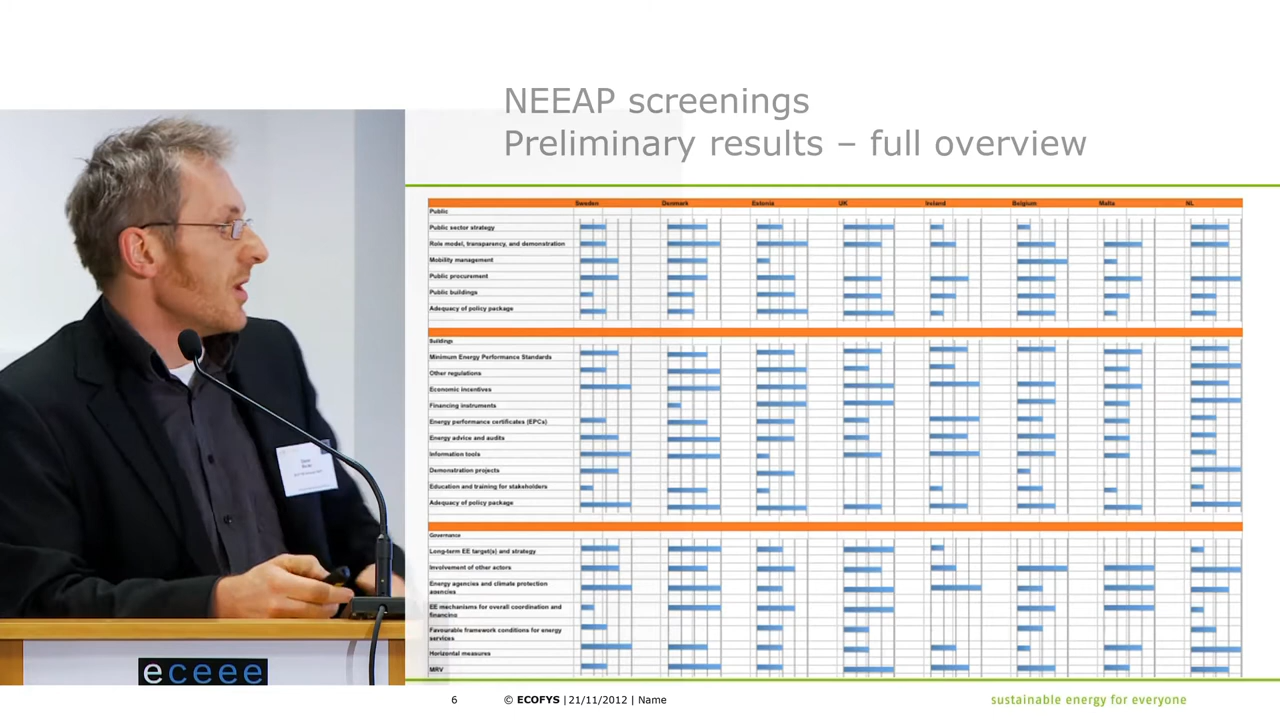 NEEAP screenings
Preliminary results – full overview
Sweden Denmark Estonia UK Ireland Belgium Malta NL
Public
Public sector strategy
Role model, transparency, and demonstration
Mobility management
Public procurement
Public buildings
Adequacy of policy package
Buildings
Minimum Energy Performance Standards
Other regulations
Economic incentives
Financing instruments
Energy performance certificates (EPCs)
Energy advice and audits
Information tools
Demonstration projects
Education and training for stakeholders
Adequacy of policy package
Governance
Long-term EE target(s) and strategy
Involvement of other actors
Energy agencies and climate protection
agencies
EE mechanisms for overall coordination and
financing
Favourable framework conditions for energy
services
Horizontal measures
MRV
eceee
6 © ECOFYS | 21/11/2012 | Name
sustainable energy for everyone